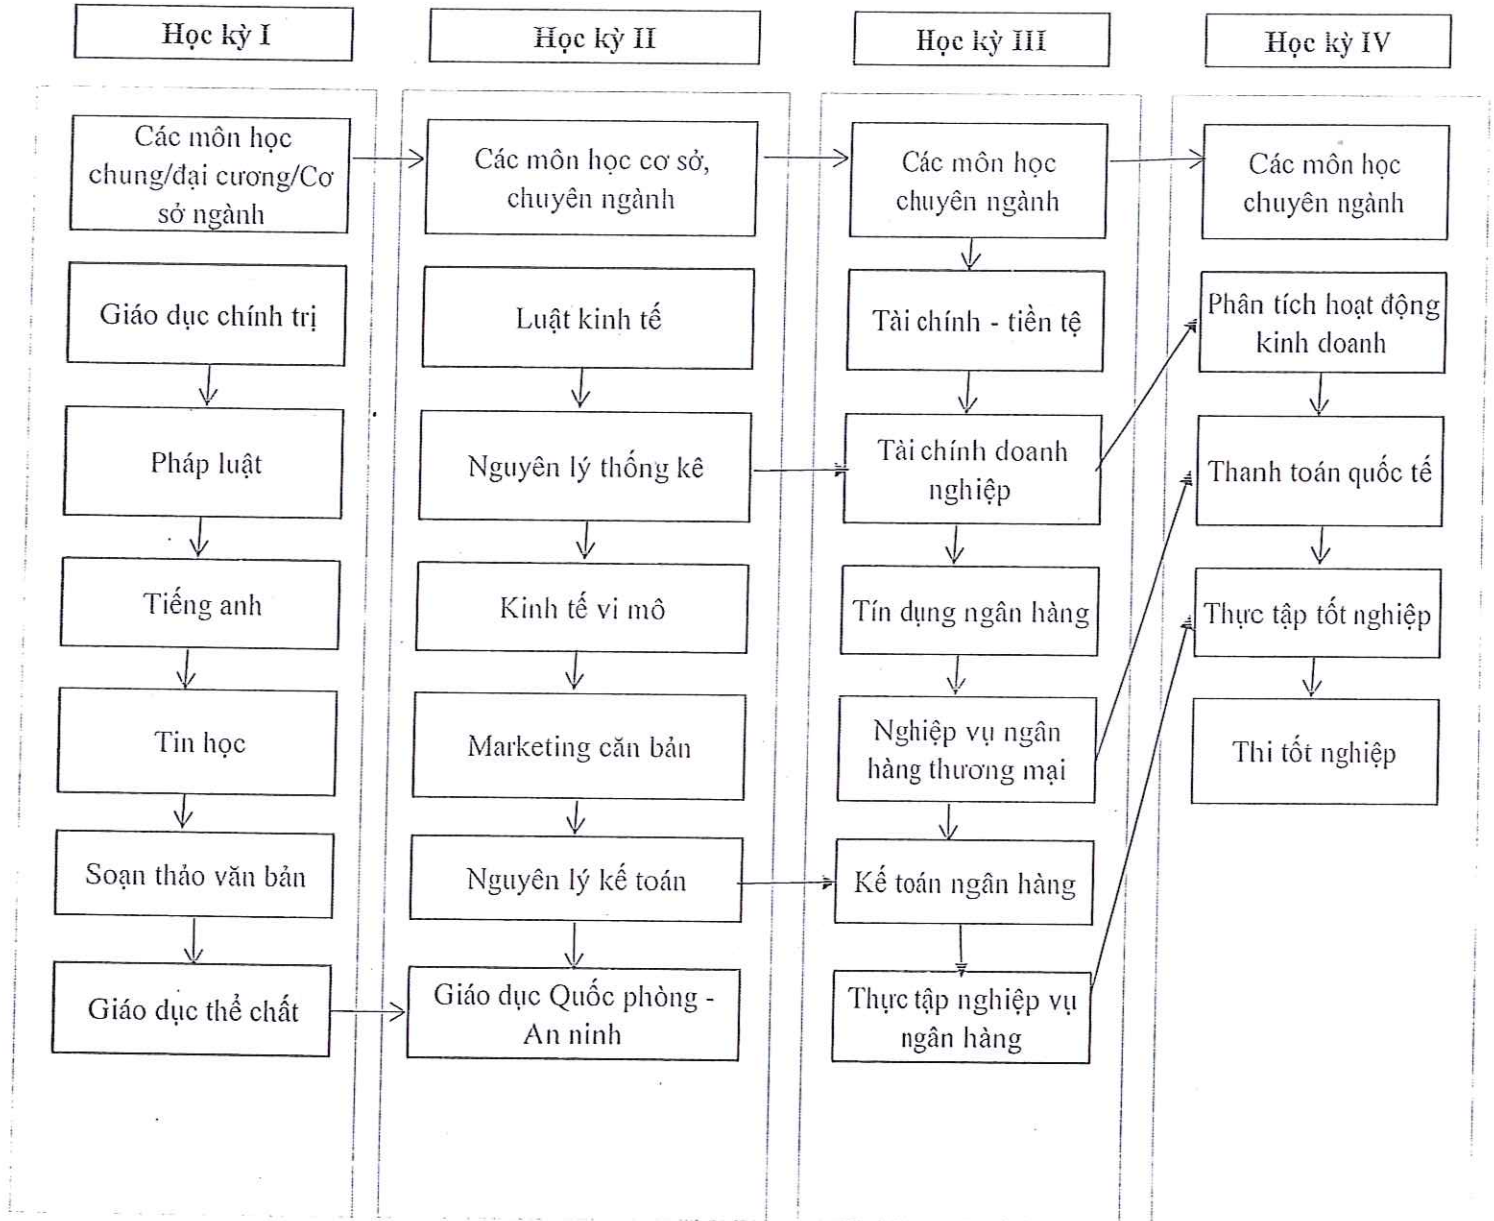 Học kỳ I
Học kỳ II
Học kỳ III
Học kỳ IV
Các môn học
chung/đại cương/Cơ
sở ngành
Các môn học cơ sở,
chuyên ngành
Các môn học
chuyên ngành
Các môn học
chuyên ngành
Giáo dục chính trị
Luật kinh tế
Tài chính - tiền tệ
Phân tích hoạt động
kinh doanh
Pháp luật
Nguyên lý thống kê
Tài chính doanh
nghiệp
Thanh toán quốc tế
Tiếng anh
Kinh tế vi mô
Tín dụng ngân hàng
Thực tập tốt nghiệp
Tin học
Marketing căn bản
Nghiệp vụ ngân
hàng thương mại
Thi tốt nghiệp
Soạn thảo văn bản
Nguyên lý kế toán
Kế toán ngân hàng
Giáo dục thể chất
Giáo dục Quốc phòng -
An ninh
Thực tập nghiệp vụ
ngân hàng